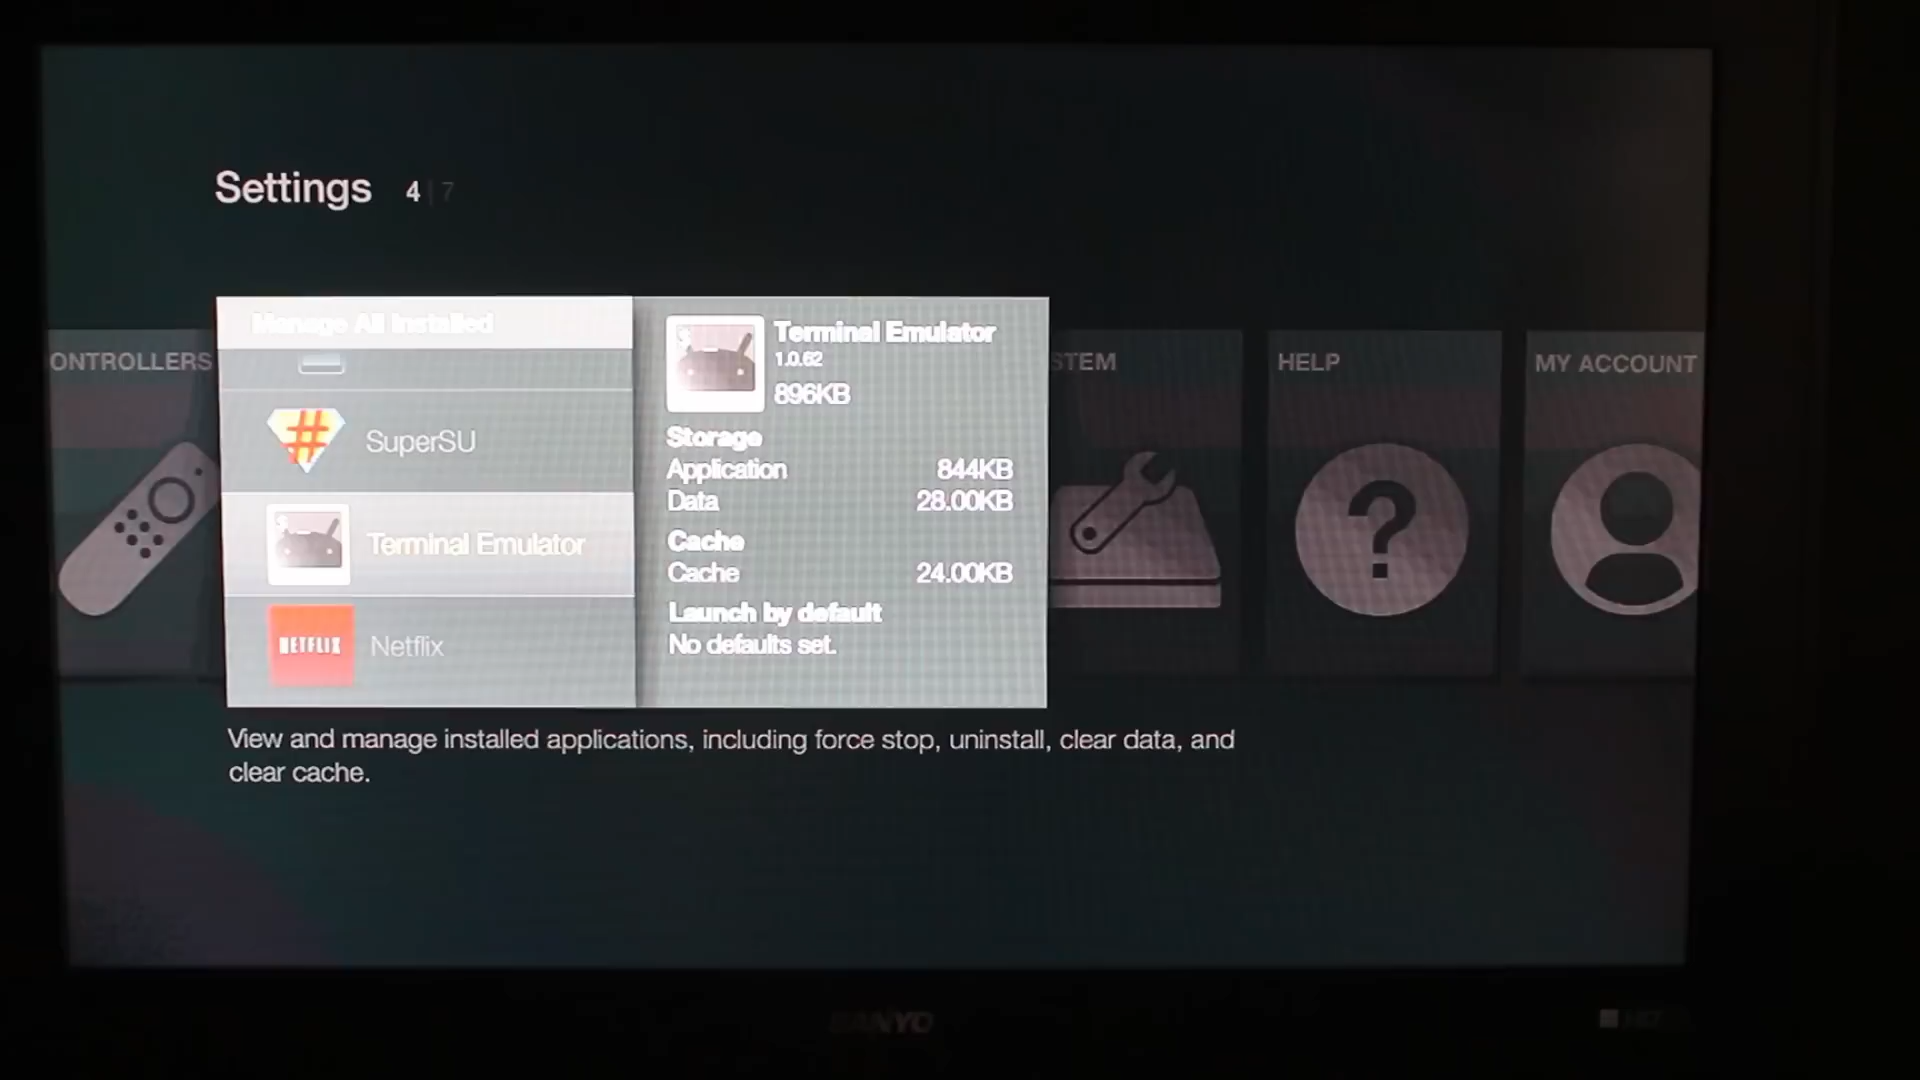 Settings 4 | 7
Manage All Installed
SuperSU
Terminal Emulator
NETFLIX Netflix
Terminal Emulator
1.0.62
896KB
Storage
Application 844KB
Data 28.00KB
Cache
Cache 24.00KB
Launch by default
No defaults set.
ONTROLLERS
STEM
HELP
MY ACCOUNT
View and manage installed applications, including force stop, uninstall, clear data, and
clear cache.
SANYO